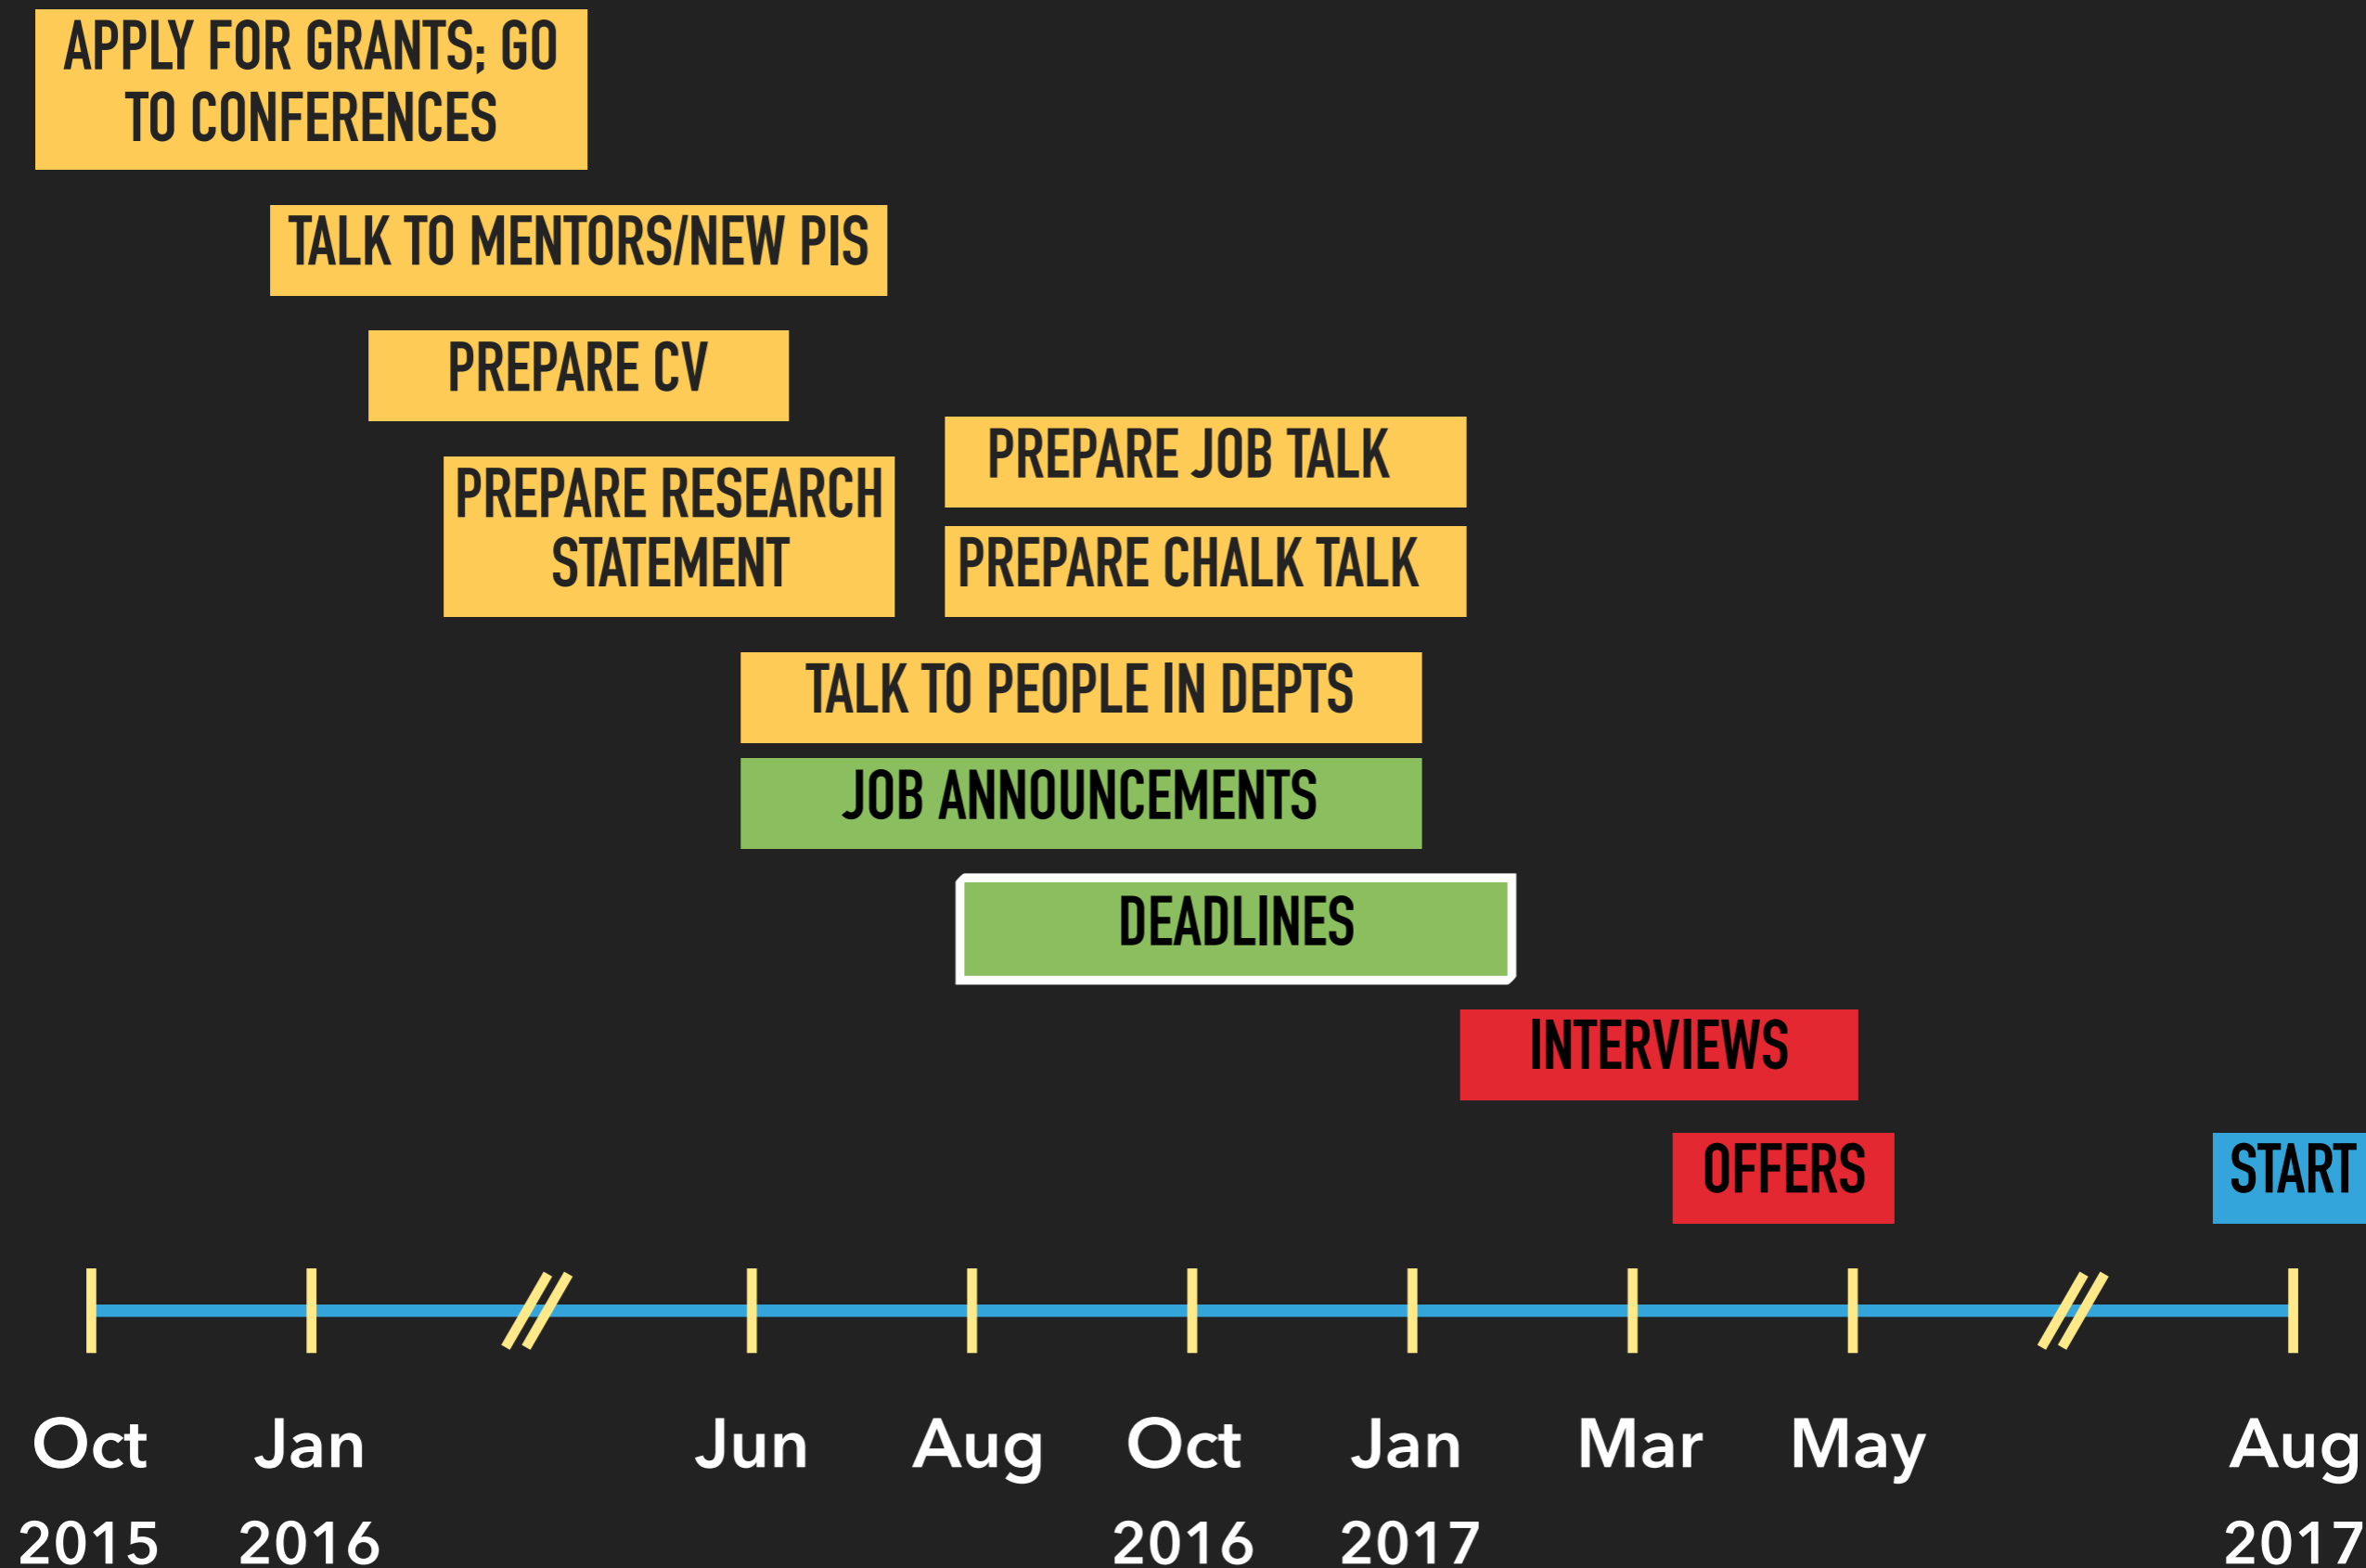 APPLY FOR GRANTS; GO
TO CONFERENCES
TALK TO MENTORS/NEW PIS
PREPARE CV
PREPARE JOB TALK
PREPARE RESEARCH
STATEMENT
PREPARE CHALK TALK
TALK TO PEOPLE IN DEPTS
JOB ANNOUNCEMENTS
DEADLINES
INTERVIEWS
OFFERS
START
Oct Jan Jun Aug Oct Jan Mar May Aug
2015 2016 2016 2017 2017